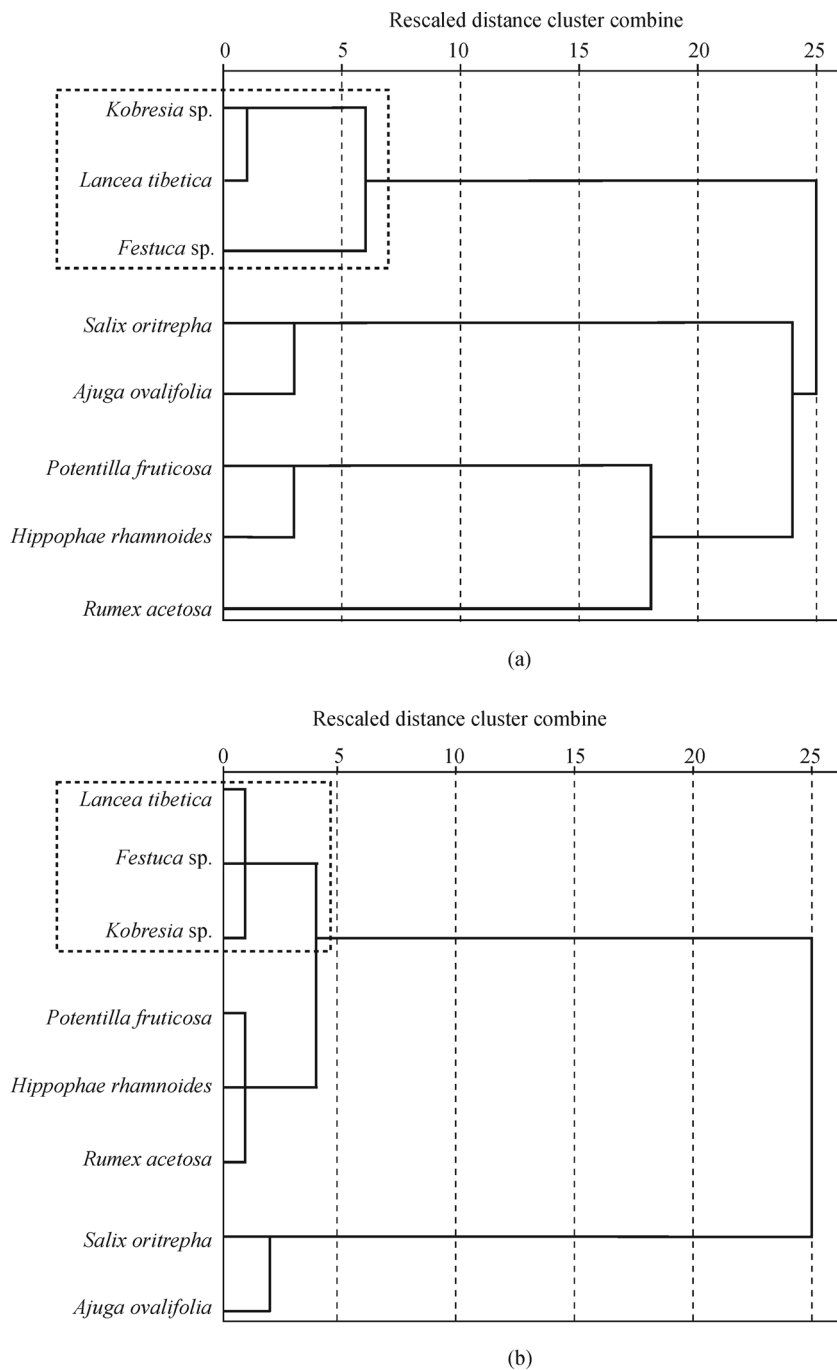 Rescaled distance cluster combine
0 5 10 15 20 25
Kobresia sp.
Lancea tibetica
Festuca sp.
Salix oritrepha
Ajuga ovalifolia
Potentilla fruticosa
Hippophae rhamnoides
Rumex acetosa
(a)
Rescaled distance cluster combine
0 5 10 15 20 25
Lancea tibetica
Festuca sp.
Kobresia sp.
Potentilla fruticosa
Hippophae rhamnoides
Rumex acetosa
Salix oritrepha
Ajuga ovalifolia
(b)